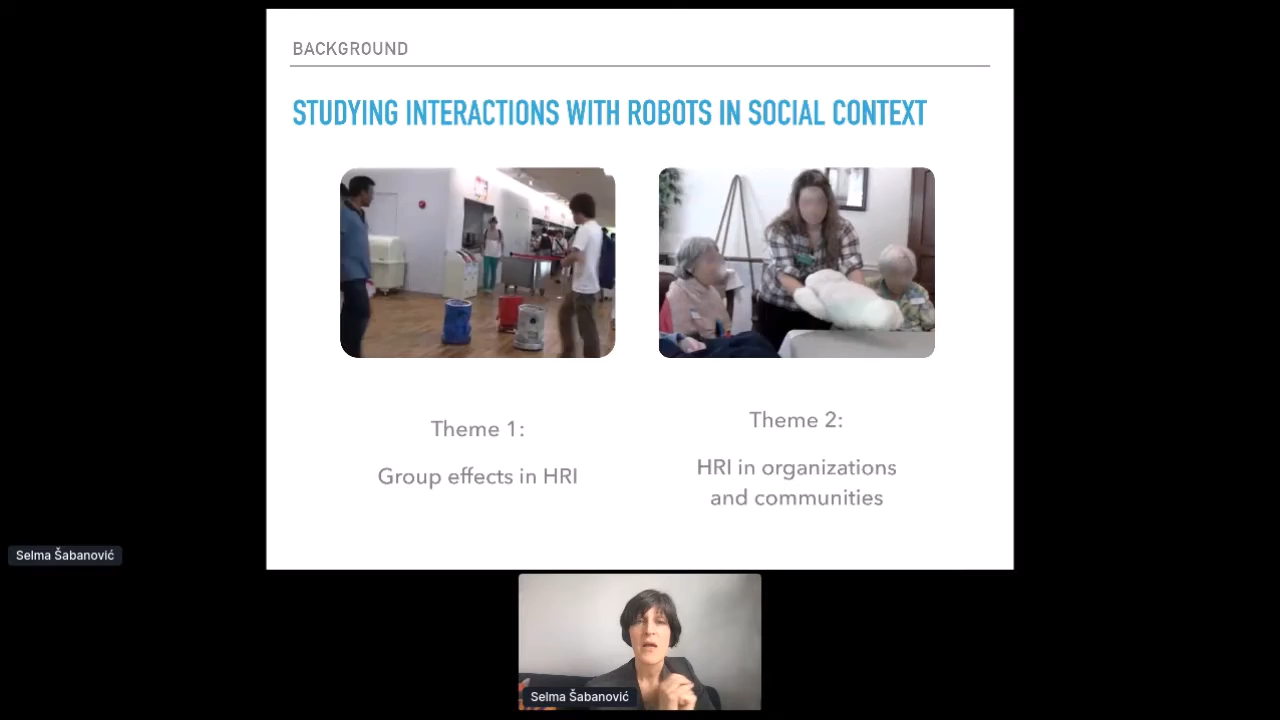 BACKGROUND
STUDYING INTERACTIONS WITH ROBOTS IN SOCIAL CONTEXT
Theme 1:
Group effects in HRI
Theme 2:
HRI in organizations
and communities
Selma Šabanović
Selma Šabanović